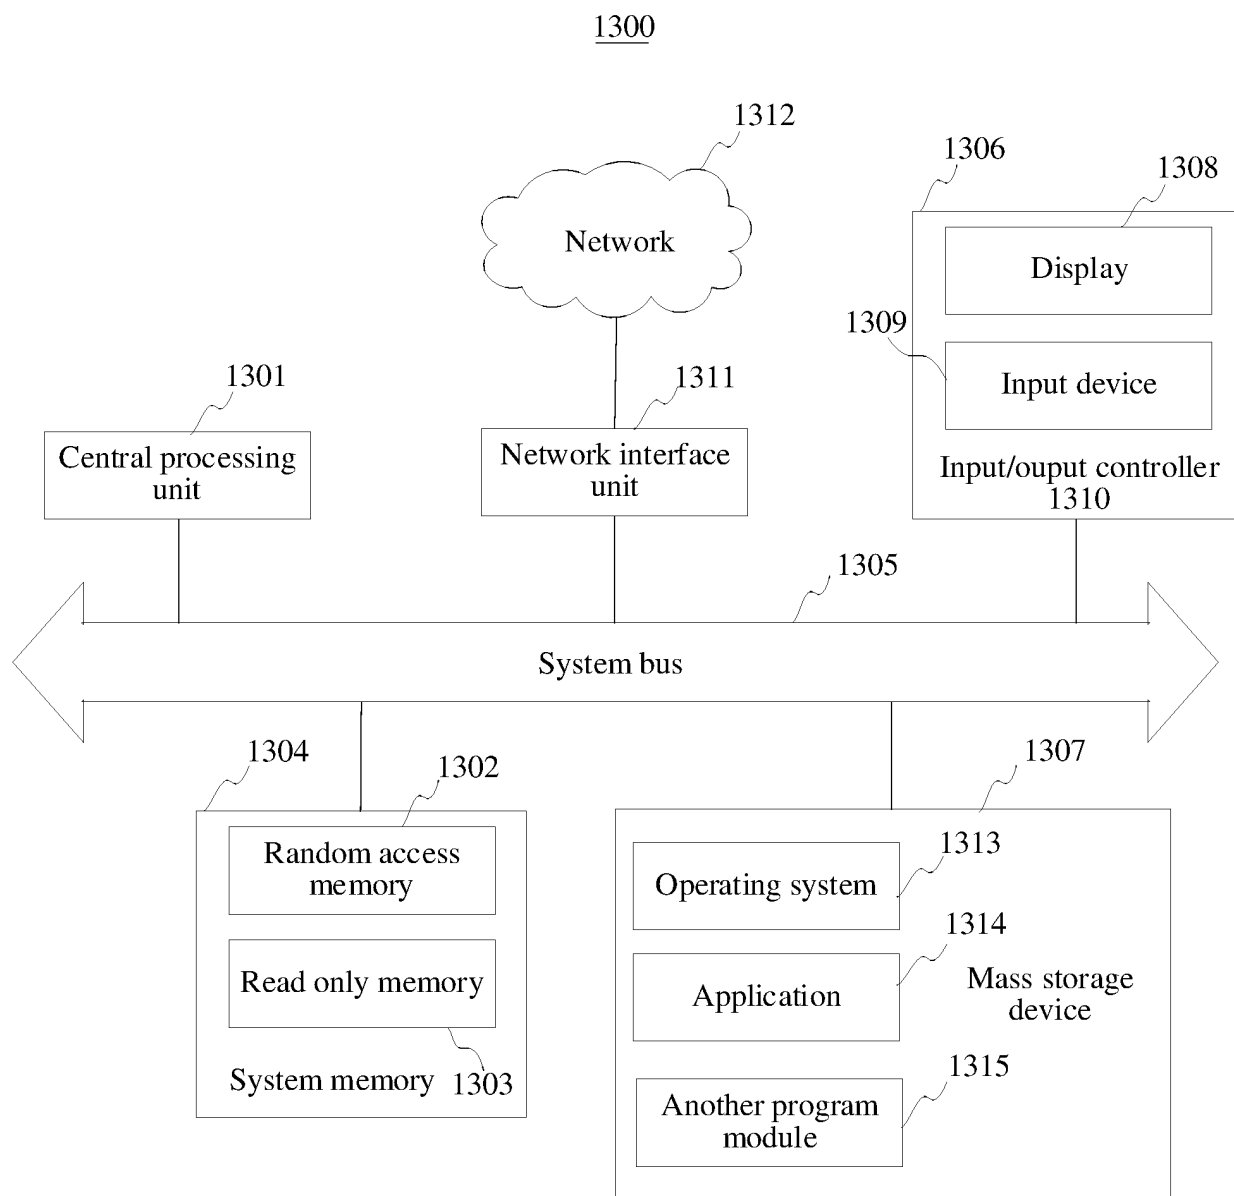 1300
1312
1306
1308
Network
Display
1309
Input device
1301
1311
Central processing
unit
Network interface
unit
Input/ouput controller
1310
1305
System bus
1304
1302
1307
Random access
memory
Read only memory
System memory
1303
1313
Operating system
1314
Application
Mass storage
device
1315
Another program
module